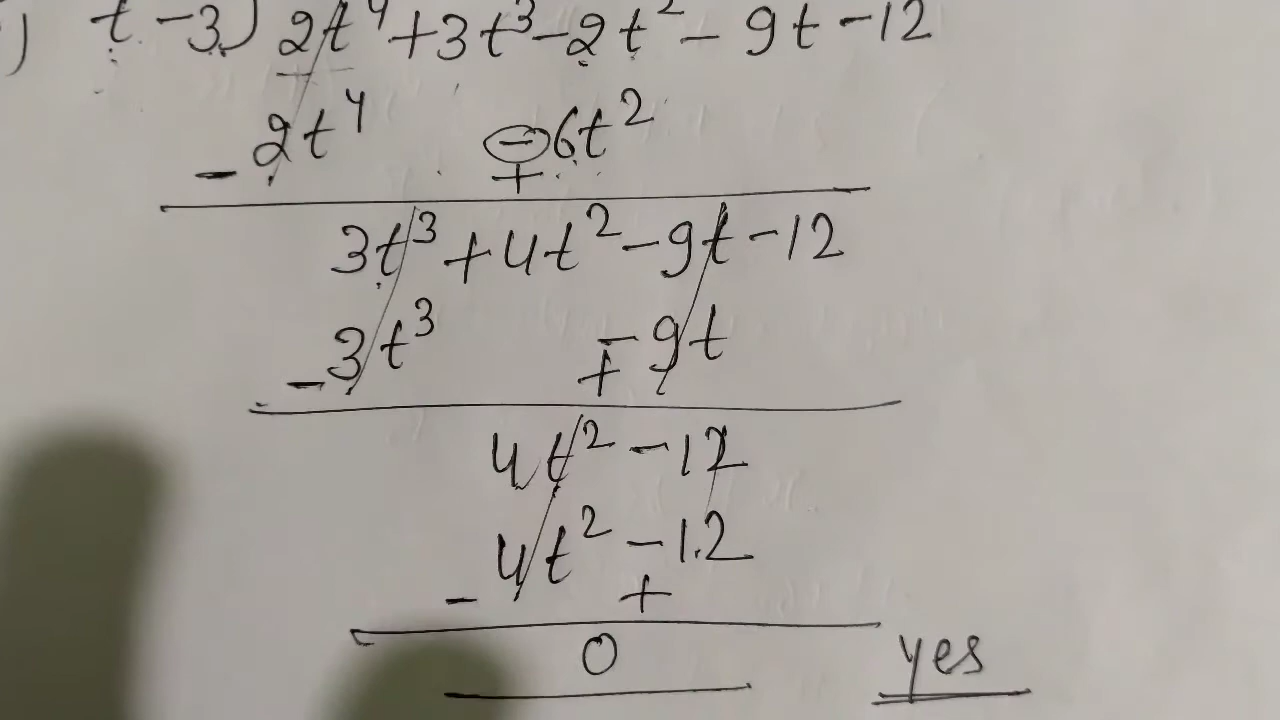 ) t - 3) 2t⁴ + 3t³ - 2t² - 9t - 12
- 2t⁴ - 6t²
+
3t³ + 4t² - 9t - 12
- 3t³ - 9t
+
4t² - 12
4t² - 12
- +
0 yes